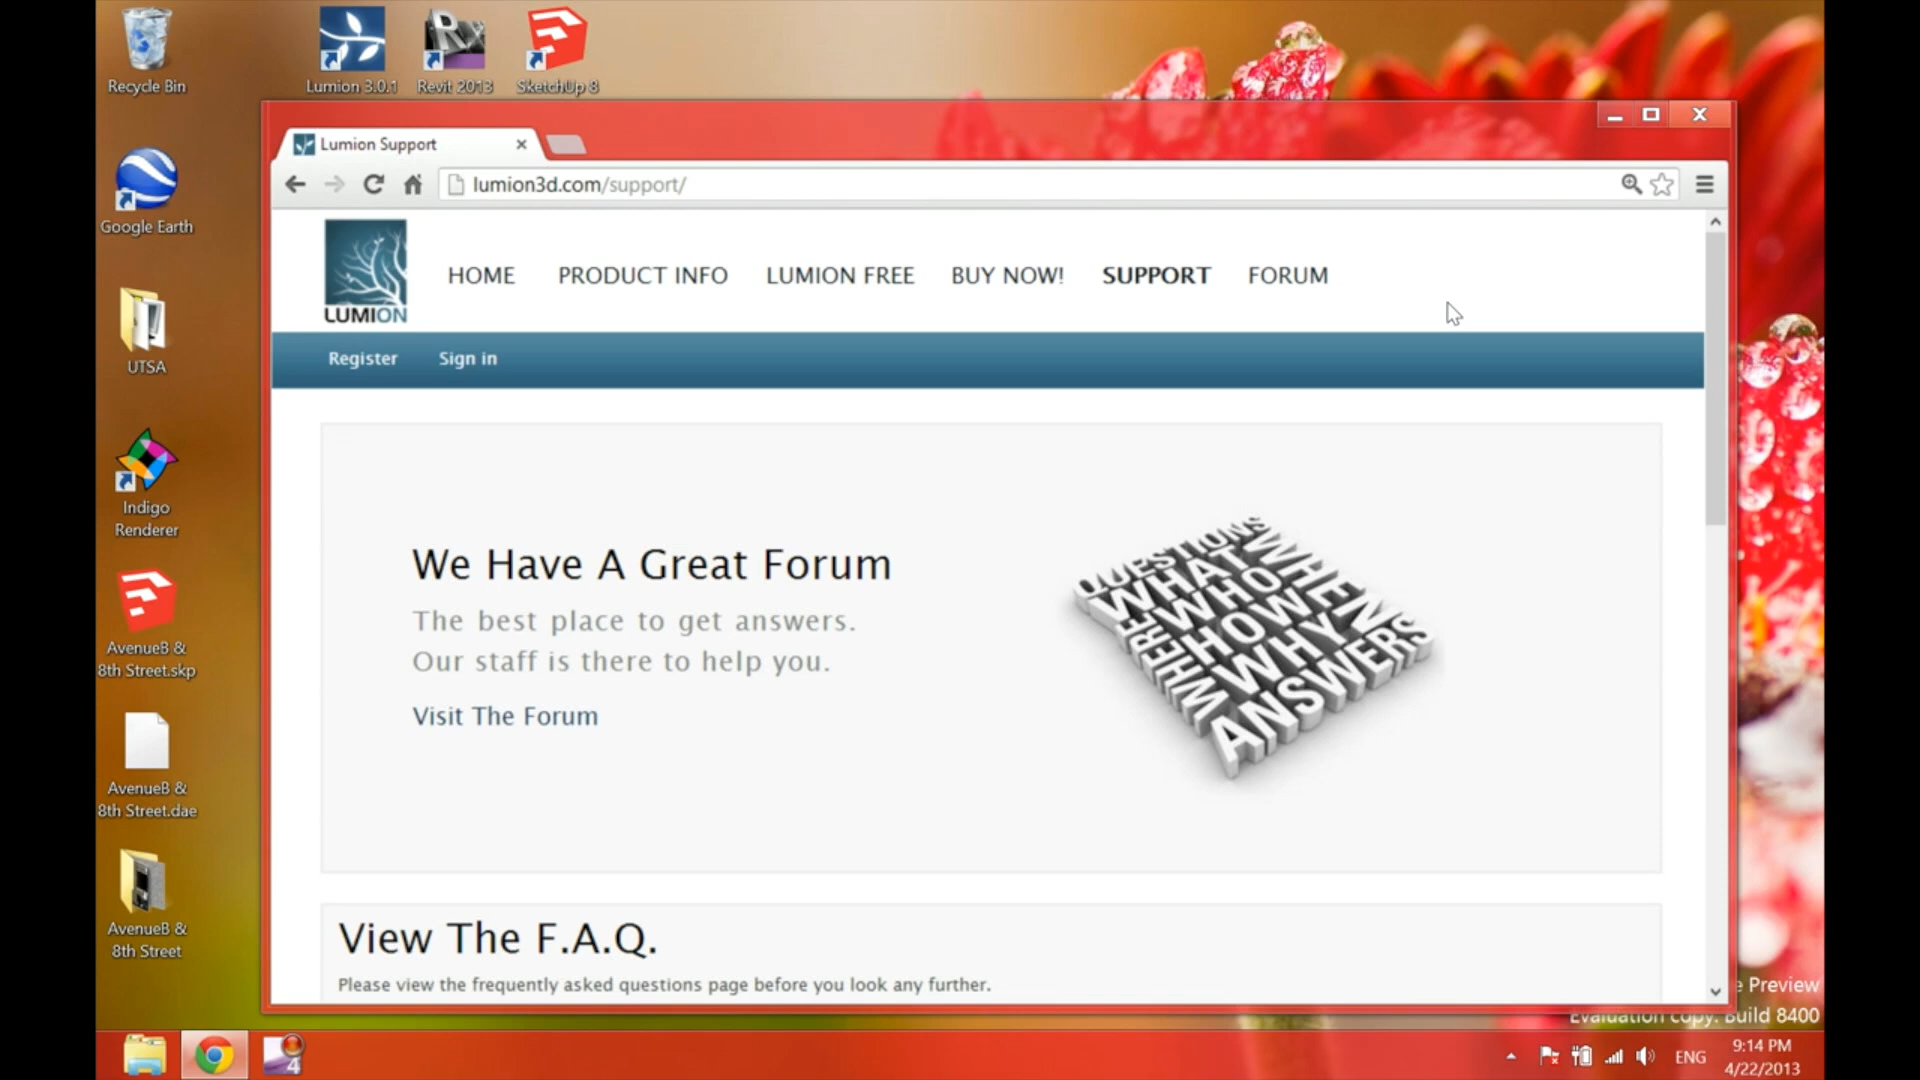 Recycle Bin
Lumion 3.0.1
Revit 2013
SketchUp 8
Google Earth
UTSA
Indigo
Renderer
AvenueB &
8th Street.skp
AvenueB &
8th Street.dae
AvenueB &
8th Street
Lumion Support
lumion3d.com/support/
LUMION
HOME
PRODUCT INFO
LUMION FREE
BUY NOW!
SUPPORT
FORUM
Register
Sign in
We Have A Great Forum
The best place to get answers.
Our staff is there to help you.
Visit The Forum
QUESTIONS
WHAT WHEN
WHERE WHO
HOW
WHY
ANSWERS
View The F.A.Q.
Please view the frequently asked questions page before you look any further.
Preview
Evaluation copy. Build 8400
4
ENG
9:14 PM
4/22/2013